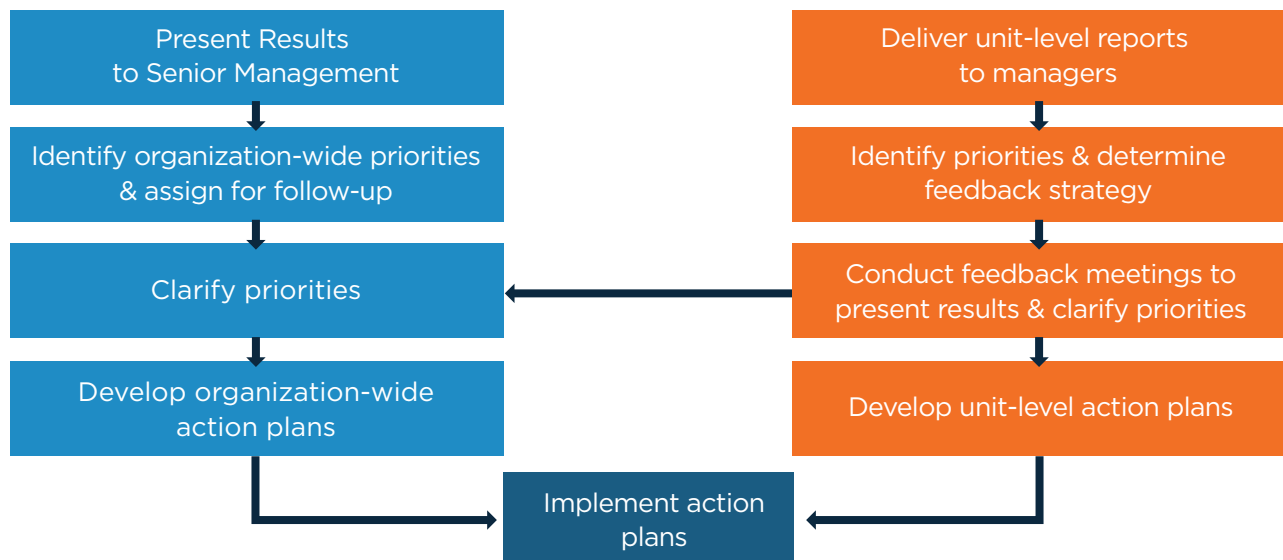 Present Results
to Senior Management
Identify organization-wide priorities
& assign for follow-up
Clarify priorities
Develop organization-wide
action plans
Deliver unit-level reports
to managers
Identify priorities & determine
feedback strategy
Conduct feedback meetings to
present results & clarify priorities
Develop unit-level action plans
Implement action
plans